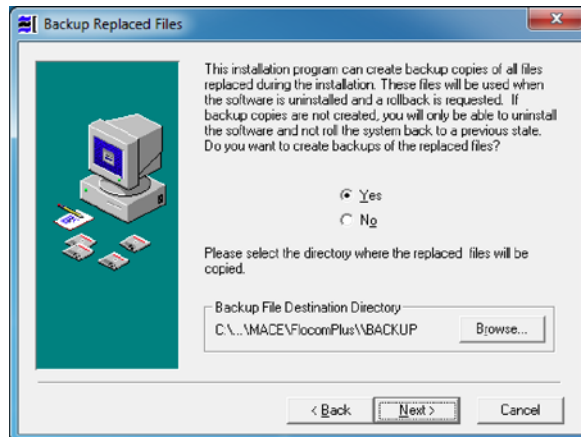 Backup Replaced Files
This installation program can create backup copies of all files
replaced during the installation. These files will be used when
the software is uninstalled and a rollback is requested. If
backup copies are not created, you will only be able to uninstall
the software and not roll the system back to a previous state.
Do you want to create backups of the replaced files?
Yes
No
Please select the directory where the replaced files will be
copied.
Backup File Destination Directory
C:\...\MACE\FlocomPlus\\BACKUP
Browse...
< Back
Next >
Cancel